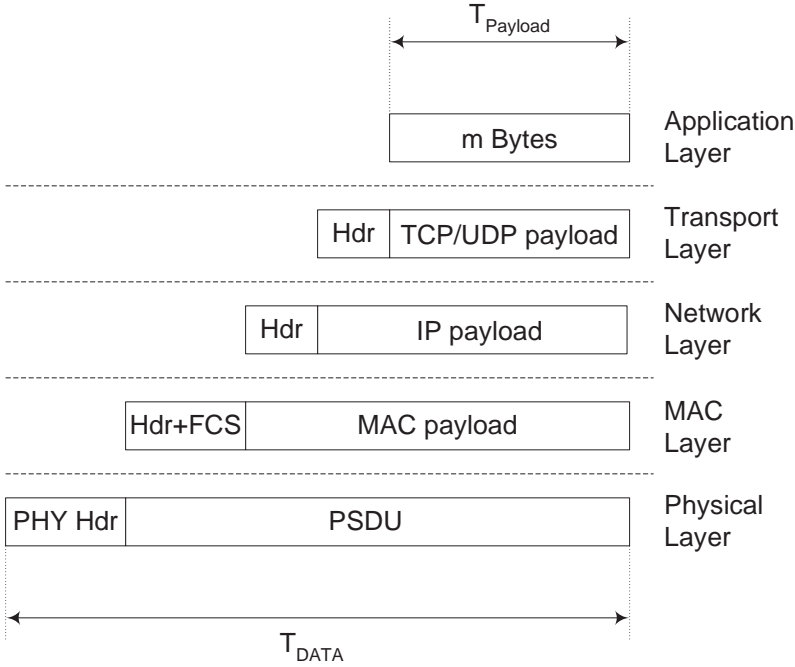 T_Payload
m Bytes
Application
Layer
Hdr
TCP/UDP payload
Transport
Layer
Hdr
IP payload
Network
Layer
Hdr+FCS
MAC payload
MAC
Layer
PHY Hdr
PSDU
Physical
Layer
T_DATA